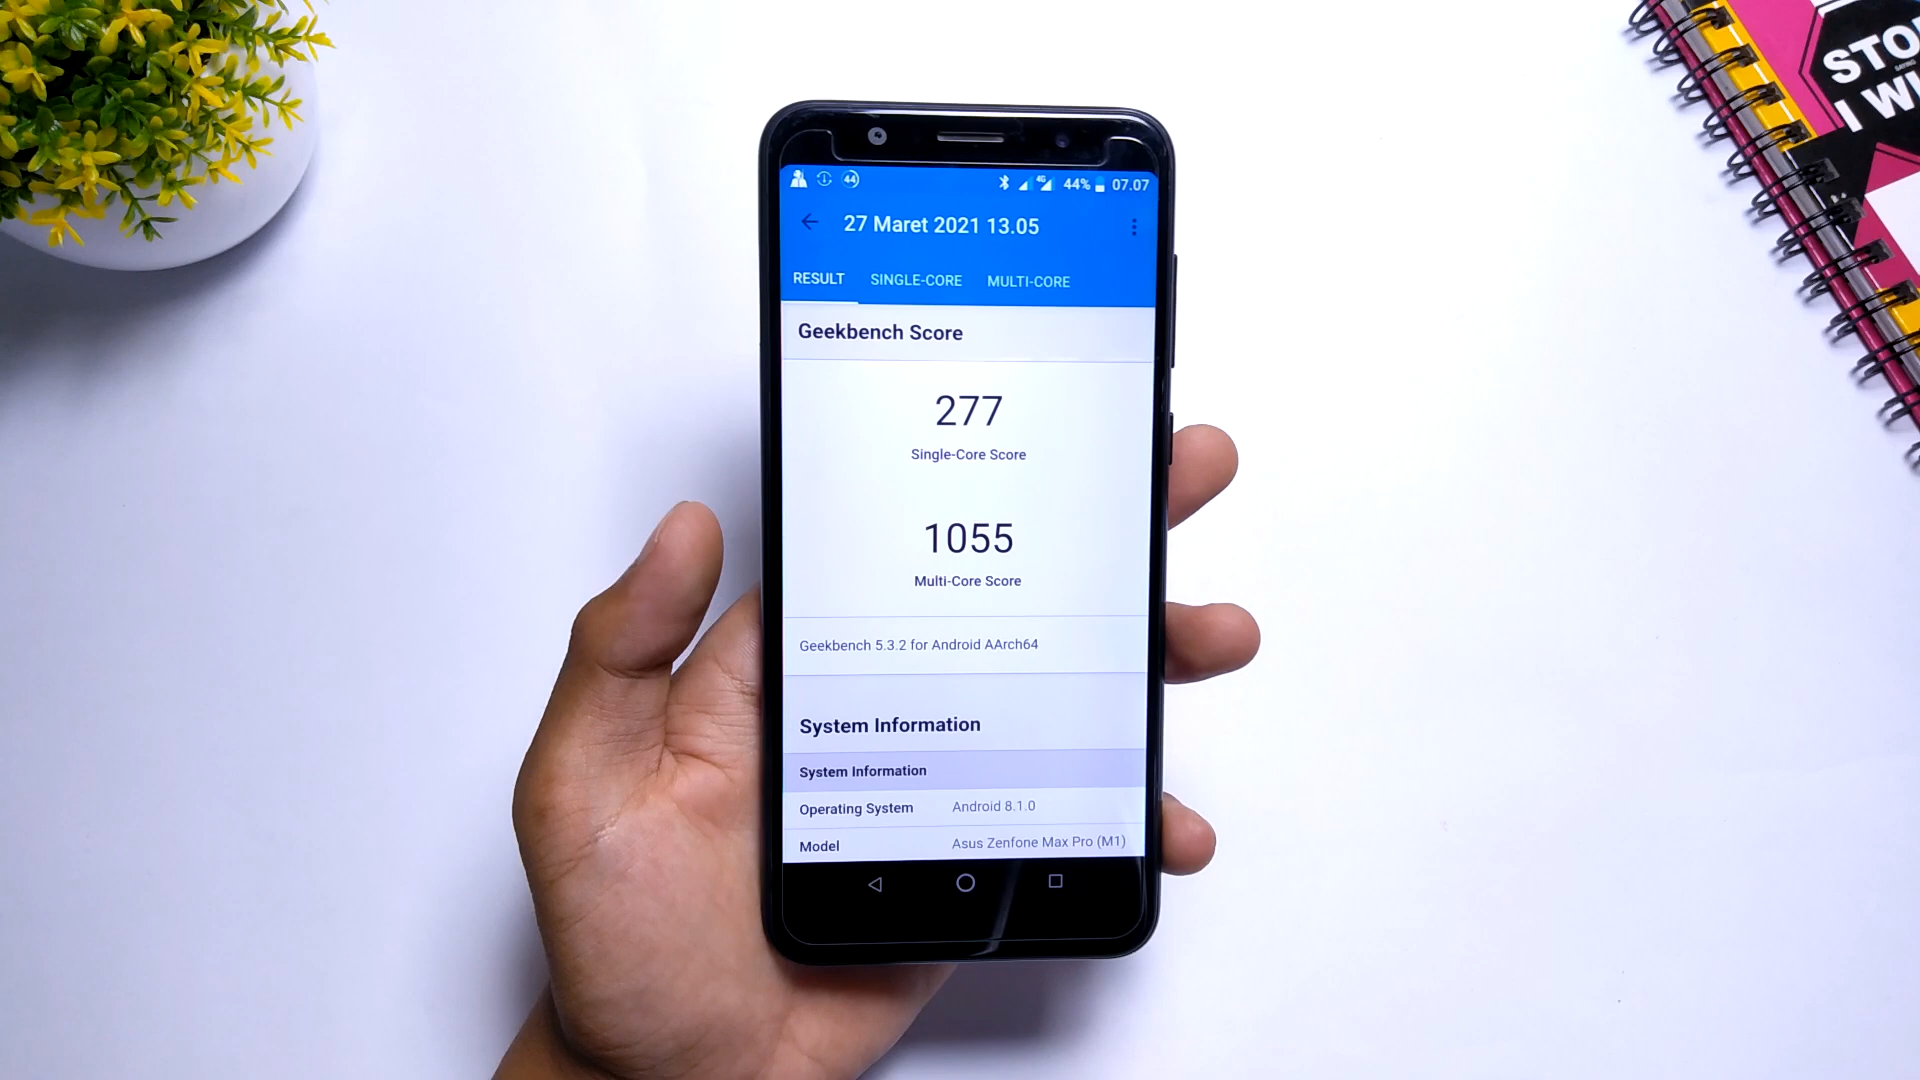 44
4G
44%
07.07
27 Maret 2021 13.05
RESULT
SINGLE-CORE
MULTI-CORE
Geekbench Score
277
Single-Core Score
1055
Multi-Core Score
Geekbench 5.3.2 for Android AArch64
System Information
System Information
Operating System
Android 8.1.0
Model
Asus Zenfone Max Pro (M1)
I